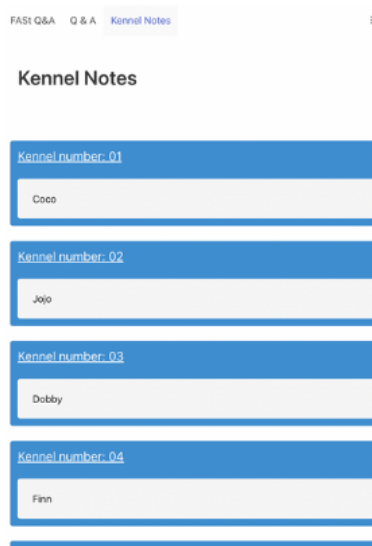 FASt Q&A Q & A Kennel Notes
Kennel Notes
Kennel number: 01
Coco
Kennel number: 02
Jojo
Kennel number: 03
Dobby
Kennel number: 04
Finn